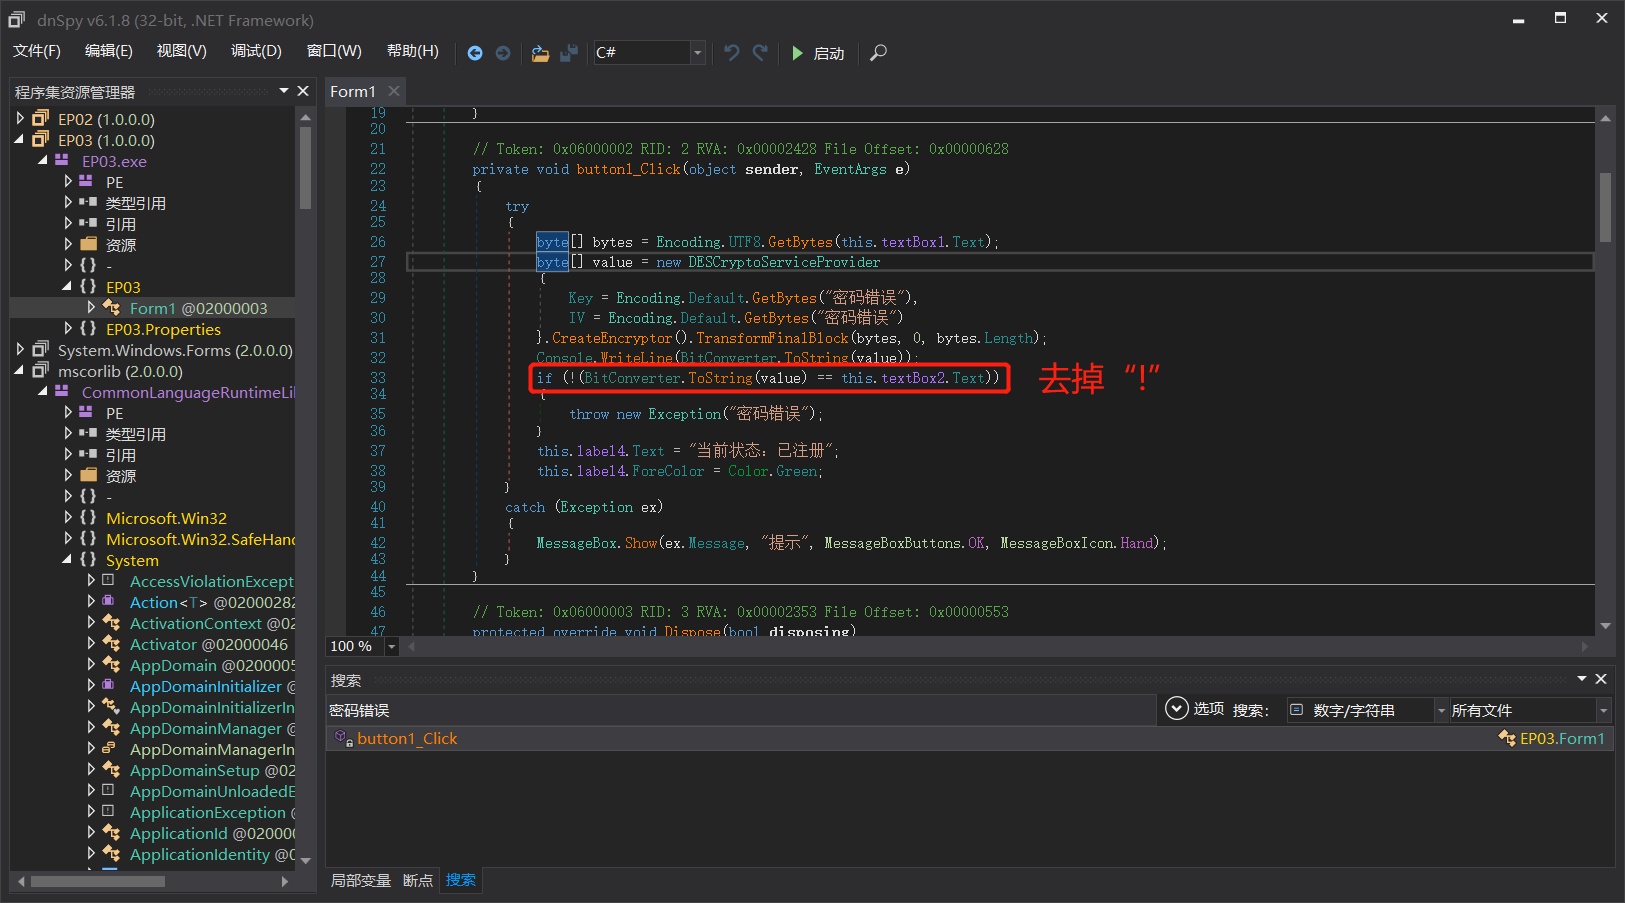 dnSpy v6.1.8 (32-bit, .NET Framework)
文件(F) 编辑(E) 视图(V) 调试(D) 窗口(W) 帮助(H) C# 启动
程序集资源管理器
EP02 (1.0.0.0)
EP03 (1.0.0.0)
EP03.exe
PE
类型引用
引用
资源
{ } -
{ } EP03
Form1 @02000003
{ } EP03.Properties
System.Windows.Forms (2.0.0.0)
mscorlib (2.0.0.0)
CommonLanguageRuntimeLi
PE
类型引用
引用
资源
{ } -
{ } Microsoft.Win32
{ } Microsoft.Win32.SafeHan
{ } System
AccessViolationExcept
Action<T> @02000282
ActivationContext @02
Activator @02000046
AppDomain @0200005
AppDomainInitializer @
AppDomainInitializerIn
AppDomainManager @
AppDomainManagerIn
AppDomainSetup @02
AppDomainUnloadedE
ApplicationException @
ApplicationId @020000
ApplicationIdentity @0
Form1
19 }
20
21 // Token: 0x06000002 RID: 2 RVA: 0x00002428 File Offset: 0x00000628
22 private void button1_Click(object sender, EventArgs e)
23 {
24 try
25 {
26 byte[] bytes = Encoding.UTF8.GetBytes(this.textBox1.Text);
27 byte[] value = new DESCryptoServiceProvider
28 {
29 Key = Encoding.Default.GetBytes("密码错误"),
30 IV = Encoding.Default.GetBytes("密码错误")
31 }.CreateEncryptor().TransformFinalBlock(bytes, 0, bytes.Length);
32 Console.WriteLine(BitConverter.ToString(value));
33 if (!(BitConverter.ToString(value) == this.textBox2.Text))
去掉“!”
34 {
35 throw new Exception("密码错误");
36 }
37 this.label4.Text = "当前状态：已注册";
38 this.label4.ForeColor = Color.Green;
39 }
40 catch (Exception ex)
41 {
42 MessageBox.Show(ex.Message, "提示", MessageBoxButtons.OK, MessageBoxIcon.Hand);
43 }
44 }
45
46 // Token: 0x06000003 RID: 3 RVA: 0x00002353 File Offset: 0x00000553
47 protected override void Dispose(bool disposing)
100 %
搜索
密码错误 选项 搜索： 数字/字符串 所有文件
button1_Click EP03.Form1
局部变量 断点 搜索